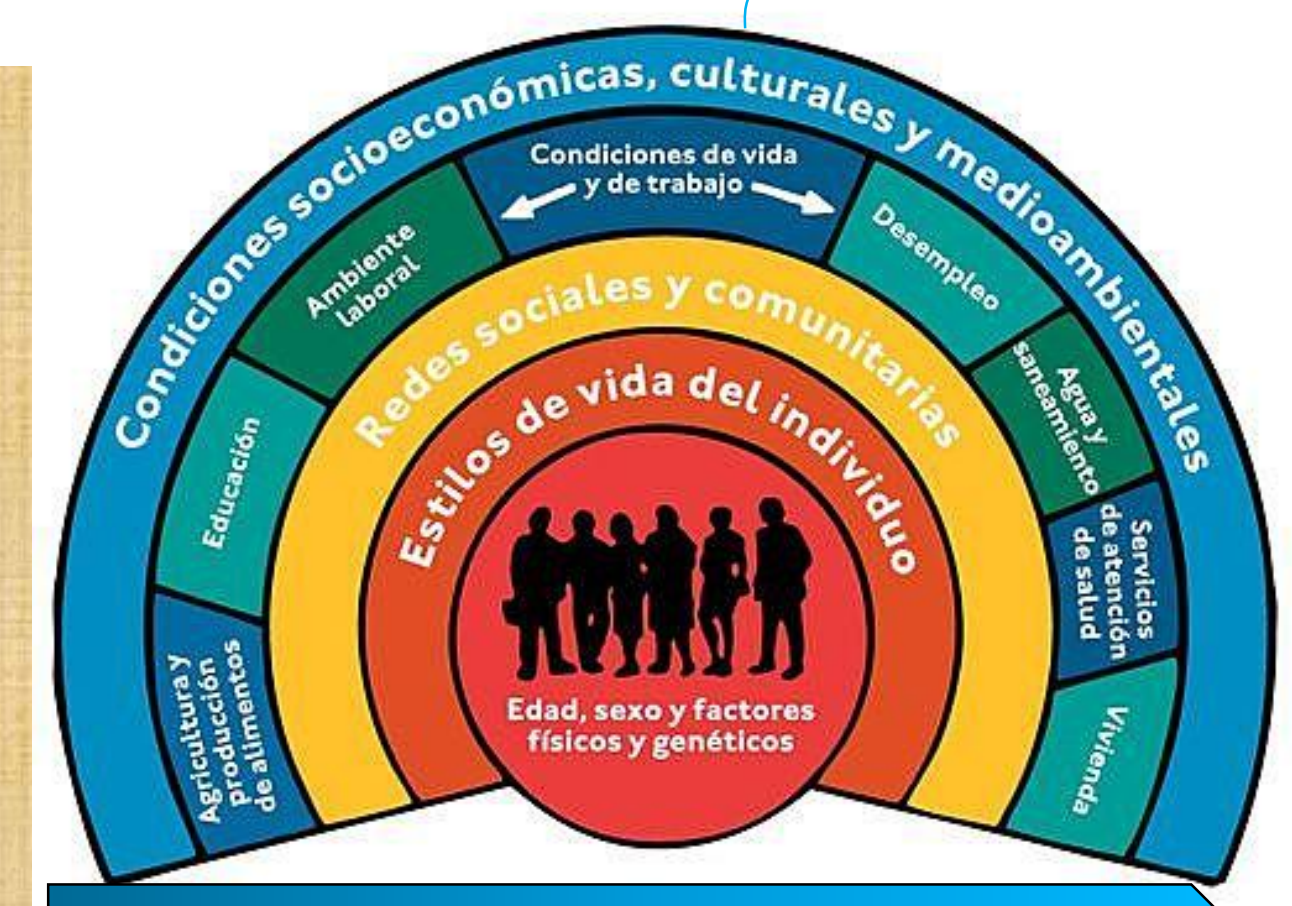 Condiciones socioeconómicas, culturales y medioambientales
Condiciones de vida
y de trabajo
Agricultura y
producción
de alimentos
Educación
Ambiente
laboral
Desempleo
Agua y
saneamiento
Servicios
de atención
de salud
Vivienda
Redes sociales y comunitarias
Estilos de vida del individuo
Edad, sexo y factores
físicos y genéticos